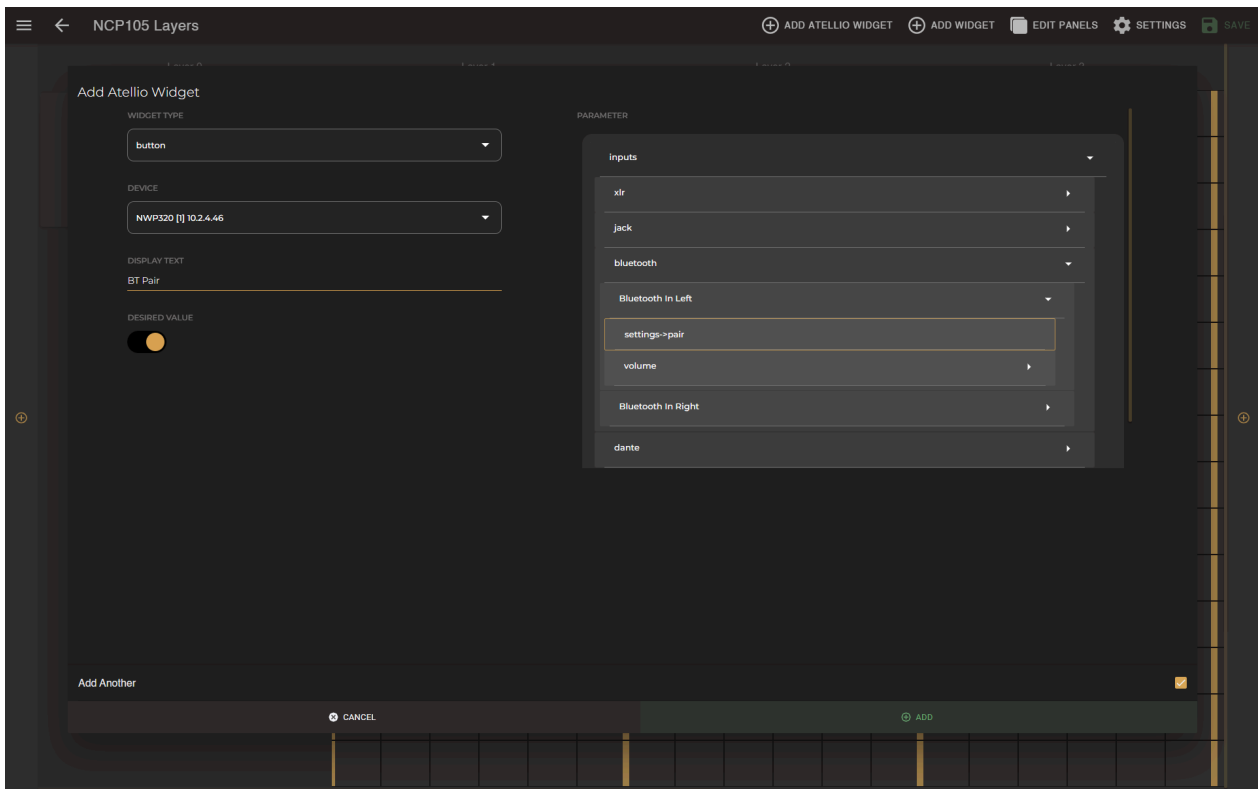 NCP105 Layers
ADD ATELLIO WIDGET
ADD WIDGET
EDIT PANELS
SETTINGS
SAVE
Add Atellio Widget
WIDGET TYPE
button
DEVICE
NWP320 [1] 10.2.4.46
DISPLAY TEXT
BT Pair
DESIRED VALUE
PARAMETER
inputs
xlr
jack
bluetooth
Bluetooth In Left
settings->pair
volume
Bluetooth In Right
dante
Add Another
CANCEL
ADD